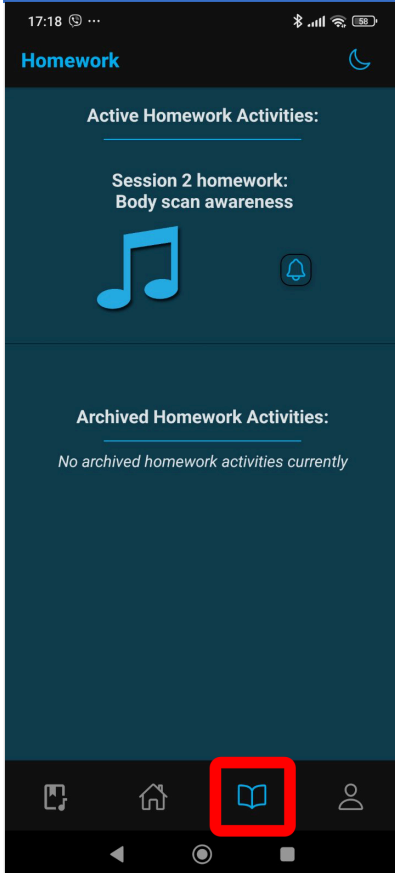 17:18
58
Homework
Active Homework Activities:
Session 2 homework:
Body scan awareness
Archived Homework Activities:
No archived homework activities currently